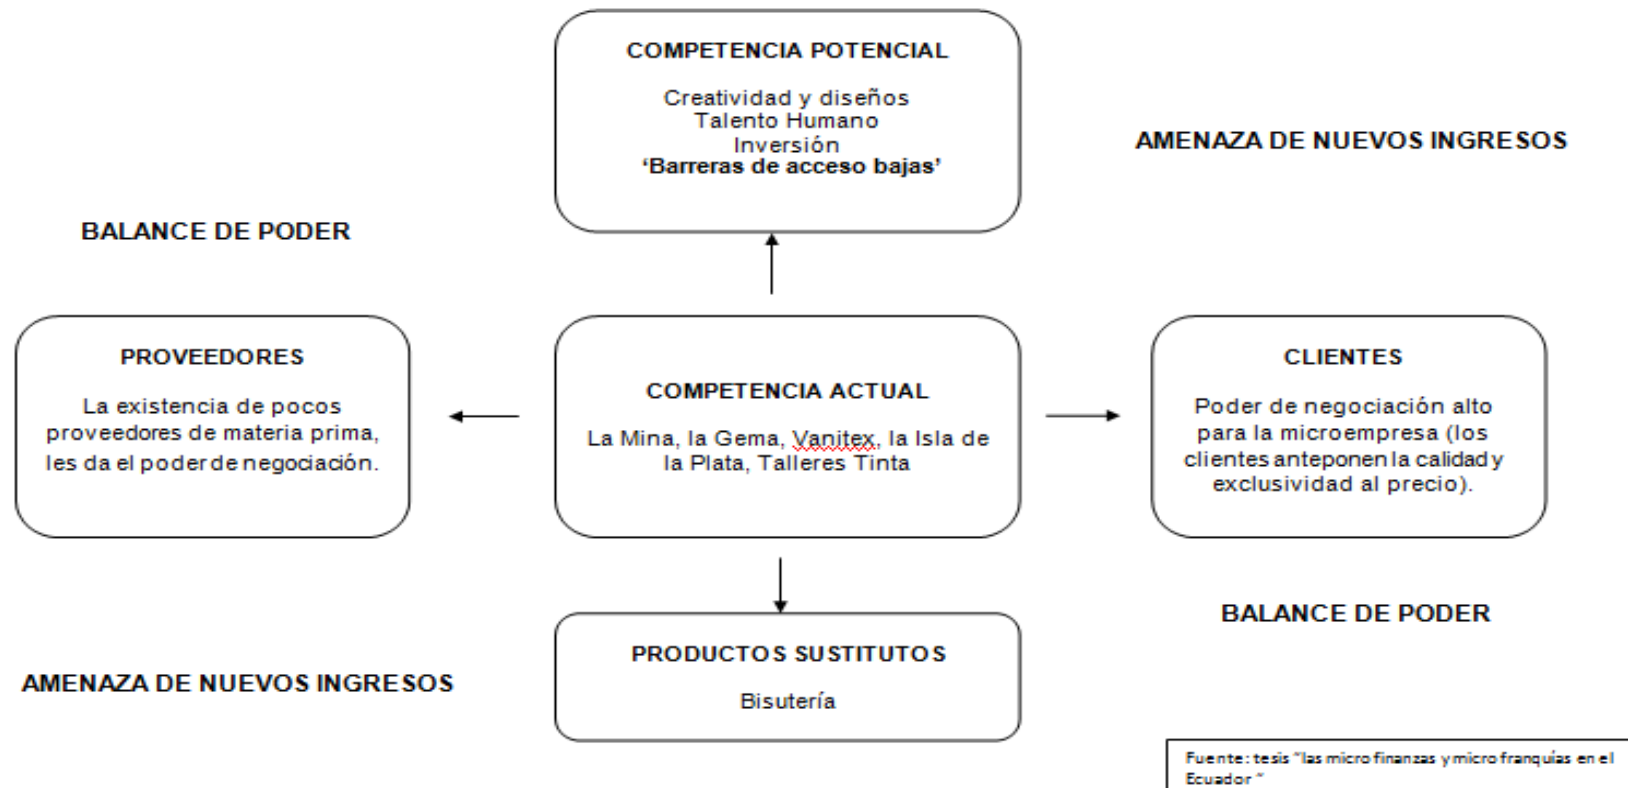 COMPETENCIA POTENCIAL
Creatividad y diseños
Talento Humano
Inversión
‘Barreras de acceso bajas’
AMENAZA DE NUEVOS INGRESOS
BALANCE DE PODER
PROVEEDORES
La existencia de pocos
proveedores de materia prima,
les da el poder de negociación.
COMPETENCIA ACTUAL
La Mina, la Gema, Vanitex, la Isla de
la Plata, Talleres Tinta
CLIENTES
Poder de negociación alto
para la microempresa (los
clientes anteponen la calidad y
exclusividad al precio).
BALANCE DE PODER
PRODUCTOS SUSTITUTOS
Bisutería
AMENAZA DE NUEVOS INGRESOS
Fuente: tesis “las micro finanzas y micro franquías en el
Ecuador “